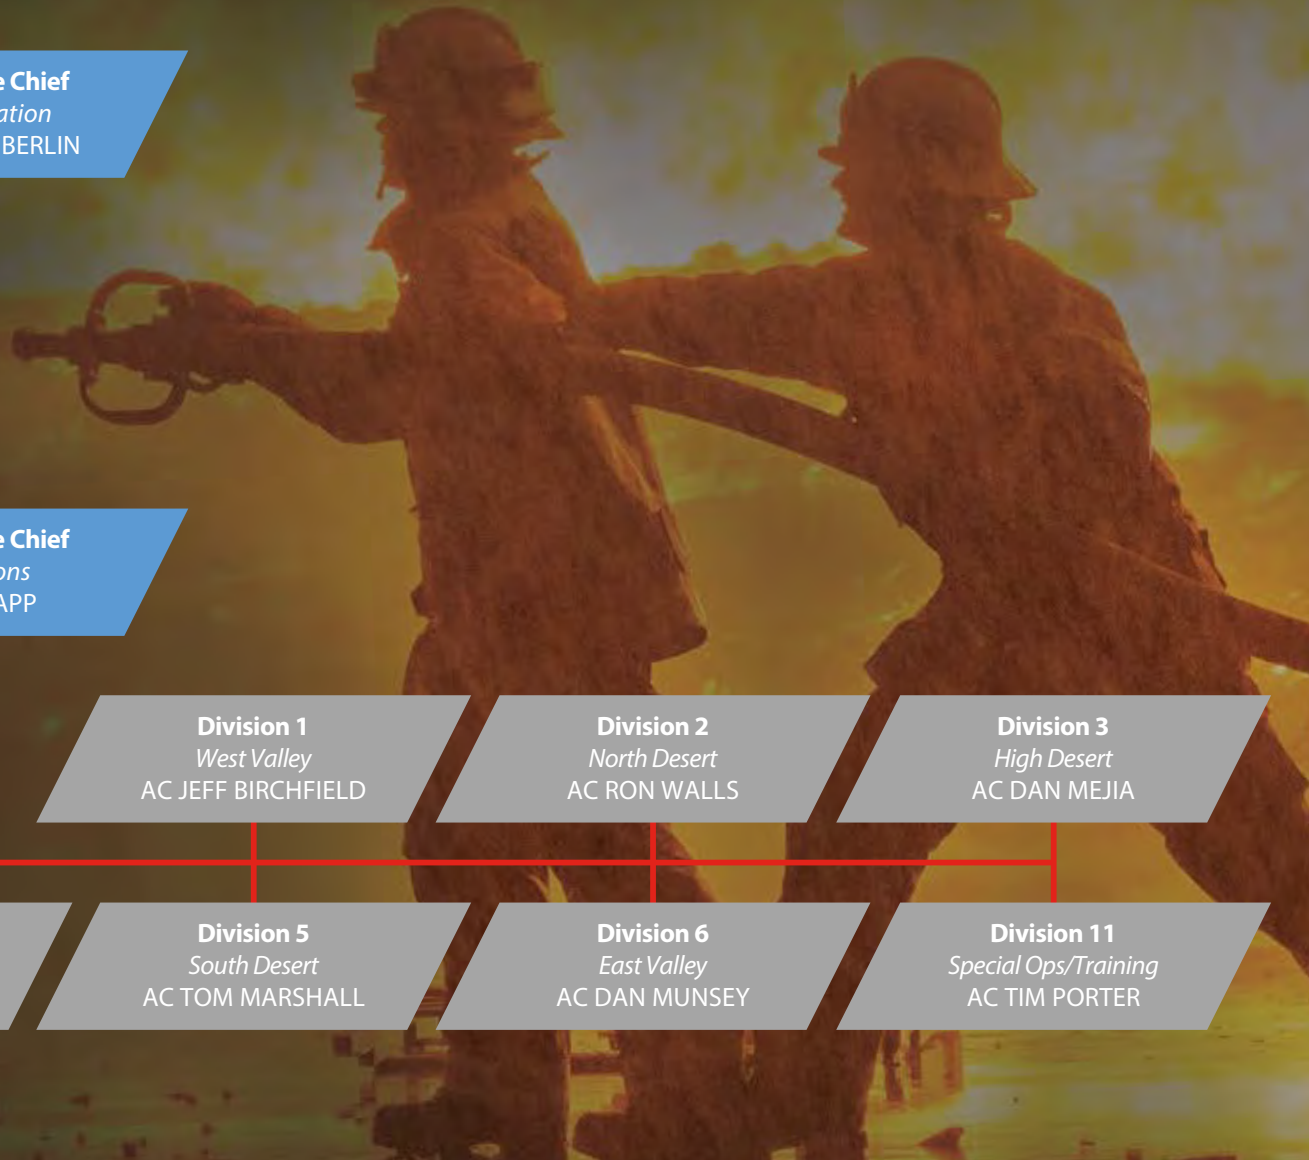 e Chief
ation
BERLIN
e Chief
ons
APP
Division 1
West Valley
AC JEFF BIRCHFIELD
Division 2
North Desert
AC RON WALLS
Division 3
High Desert
AC DAN MEJIA
Division 5
South Desert
AC TOM MARSHALL
Division 6
East Valley
AC DAN MUNSEY
Division 11
Special Ops/Training
AC TIM PORTER